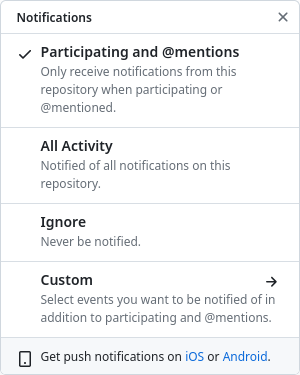 Notifications
Participating and @mentions
Only receive notifications from this
repository when participating or
@mentioned.
All Activity
Notified of all notifications on this
repository.
Ignore
Never be notified.
Custom
Select events you want to be notified of in
addition to participating and @mentions.
Get push notifications on iOS or Android.